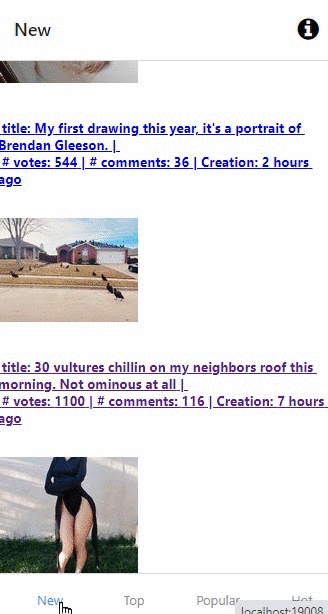 New
title: My first drawing this year, it's a portrait of
Brendan Gleeson. |
# votes: 544 | # comments: 36 | Creation: 2 hours
ago
title: 30 vultures chillin on my neighbors roof this
morning. Not ominous at all |
# votes: 1100 | # comments: 116 | Creation: 7 hours
ago
New Top Popular Hot
localhost:19008